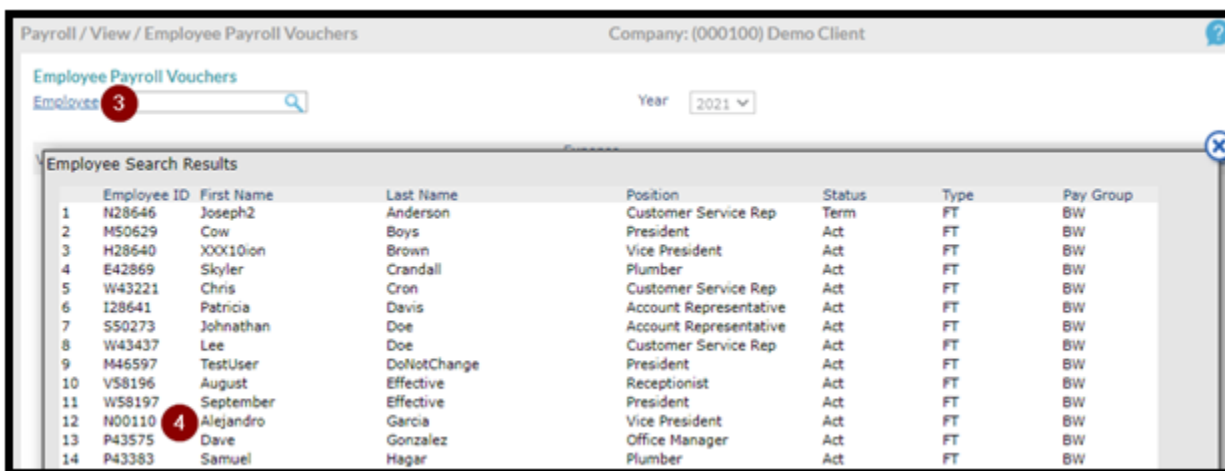 Payroll / View / Employee Payroll Vouchers Company: (000100) Demo Client ?
Employee Payroll Vouchers
Employee 3 Year 2021
Employee Search Results
Employee ID First Name Last Name Position Status Type Pay Group
1 N28646 Joseph2 Anderson Customer Service Rep Term FT BW
2 M50629 Cow Boys President Act FT BW
3 H28640 XXX10ion Brown Vice President Act FT BW
4 E42869 Skyler Crandall Plumber Act FT BW
5 W43221 Chris Cron Customer Service Rep Act FT BW
6 I28641 Patricia Davis Account Representative Act FT BW
7 S50273 Johnathan Doe Account Representative Act FT BW
8 W43437 Lee Doe Customer Service Rep Act FT BW
9 M46597 TestUser DoNotChange President Act FT BW
10 V58196 August Effective Receptionist Act FT BW
11 W58197 September Effective President Act FT BW
12 N00110 4 Alejandro Garcia Vice President Act FT BW
13 P43575 Dave Gonzalez Office Manager Act FT BW
14 P43383 Samuel Hagar Plumber Act FT BW